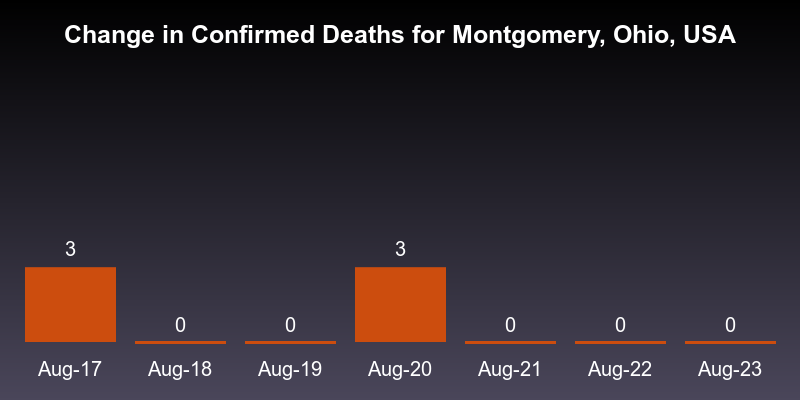 Change in Confirmed Deaths for Montgomery, Ohio, USA
3 0 0 3 0 0 0
Aug-17 Aug-18 Aug-19 Aug-20 Aug-21 Aug-22 Aug-23